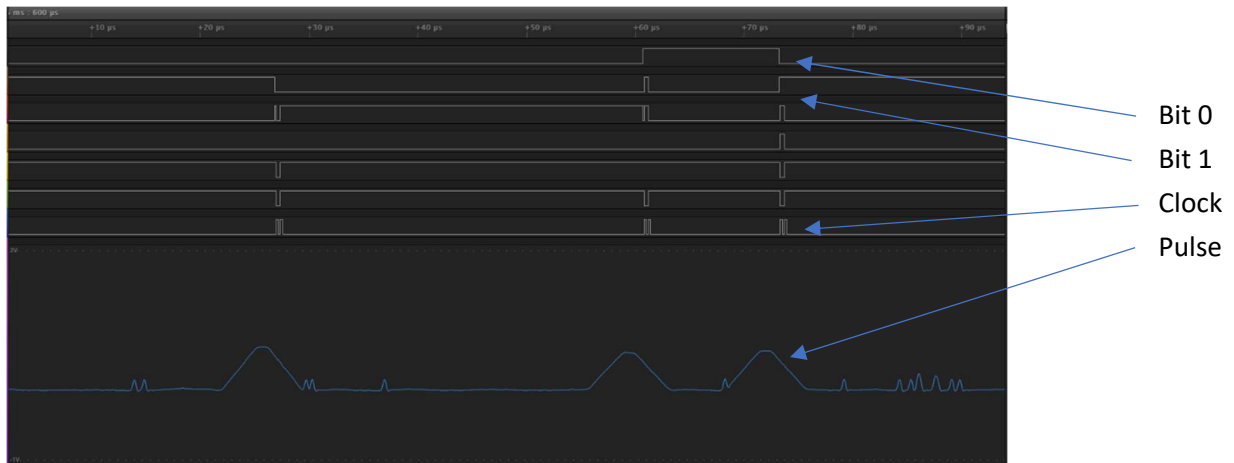 ms : 600 µs
+10 µs +20 µs +30 µs +40 µs +50 µs +60 µs +70 µs +80 µs +90 µs
Bit 0
Bit 1
Clock
Pulse